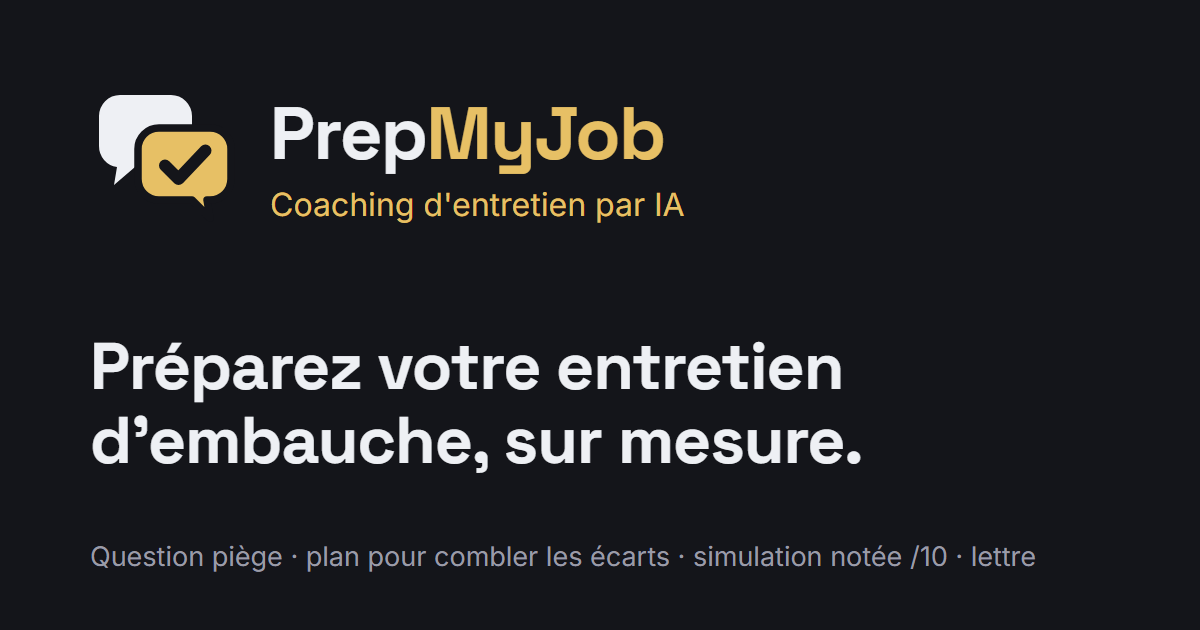 PrepMyJob
Coaching d'entretien par IA
Préparez votre entretien
d’embauche, sur mesure.
Question piège · plan pour combler les écarts · simulation notée /10 · lettre